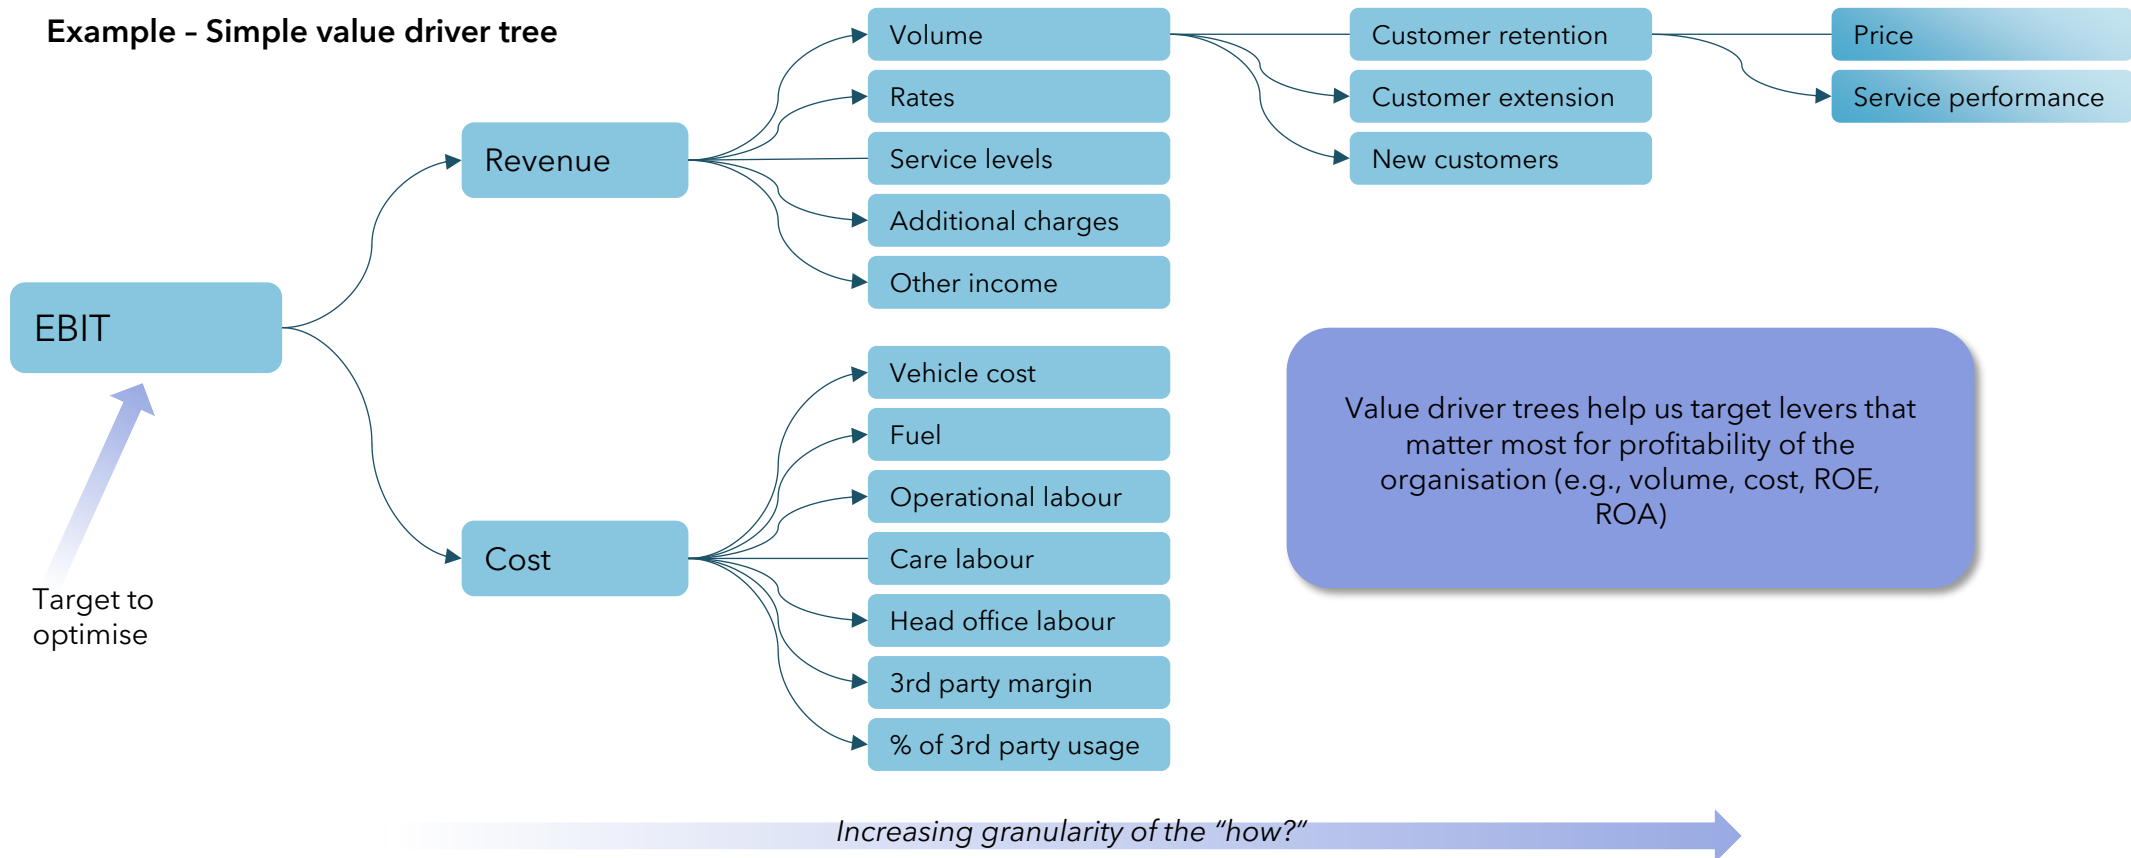 Example – Simple value driver tree
Volume
Customer retention
Price
Rates
Customer extension
Service performance
Revenue
Service levels
New customers
Additional charges
Other income
EBIT
Vehicle cost
Fuel
Operational labour
Cost
Care labour
Head office labour
3rd party margin
% of 3rd party usage
Value driver trees help us target levers that
matter most for profitability of the
organisation (e.g., volume, cost, ROE,
ROA)
Target to
optimise
Increasing granularity of the “how?”